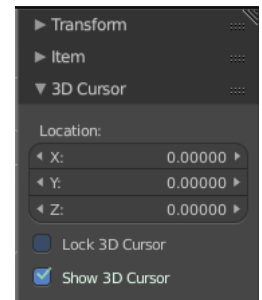 Transform
Item
3D Cursor
Location:
X: 0.00000
Y: 0.00000
Z: 0.00000
Lock 3D Cursor
Show 3D Cursor